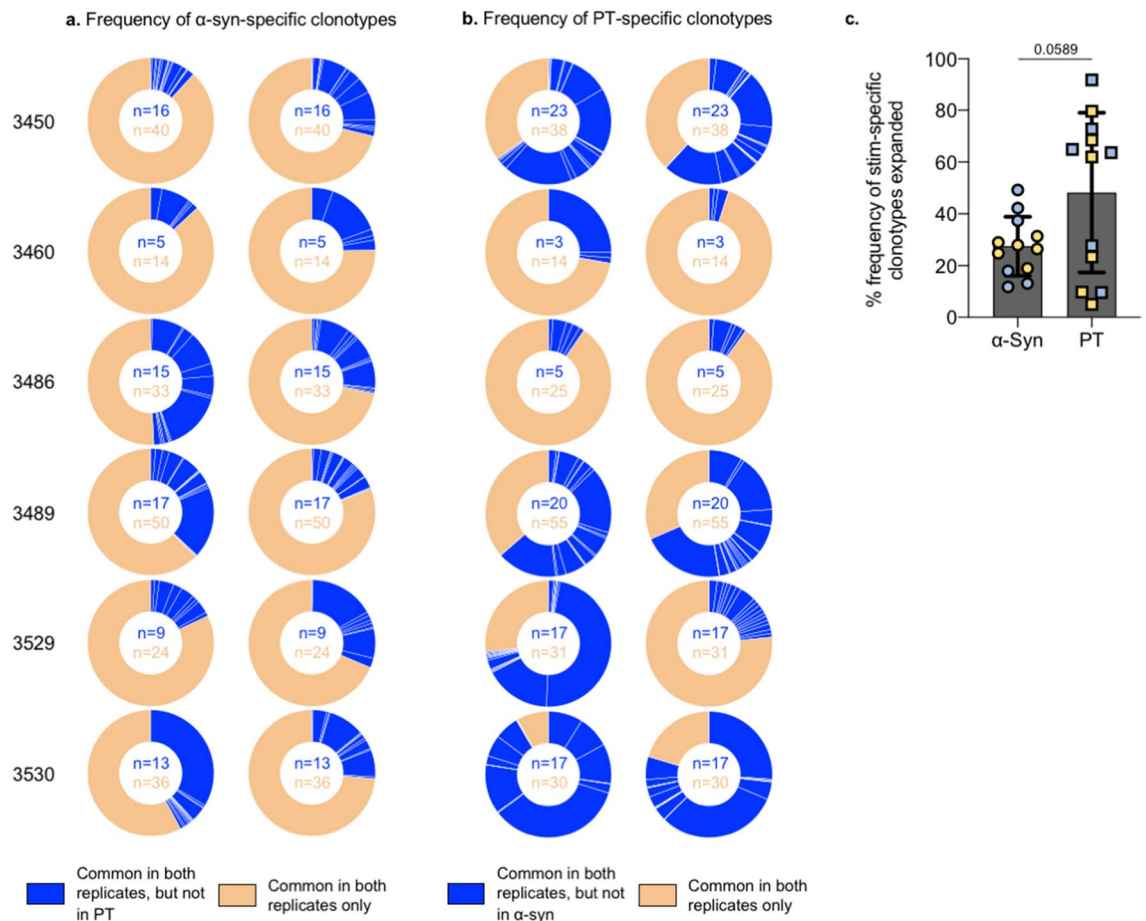 a. Frequency of α-syn-specific clonotypes
b. Frequency of PT-specific clonotypes
c.
3450
n=16
n=40
n=16
n=40
n=23
n=38
n=23
n=38
3460
n=5
n=14
n=5
n=14
n=3
n=14
n=3
n=14
3486
n=15
n=33
n=15
n=33
n=5
n=25
n=5
n=25
3489
n=17
n=50
n=17
n=50
n=20
n=55
n=20
n=55
3529
n=9
n=24
n=9
n=24
n=17
n=31
n=17
n=31
3530
n=13
n=36
n=13
n=36
n=17
n=30
n=17
n=30
Common in both
replicates, but not
in PT
Common in both
replicates only
Common in both
replicates, but not
in α-syn
Common in both
replicates only
% frequency of stim-specific
clonotypes expanded
100
80
60
40
20
0
0.0589
α-Syn
PT